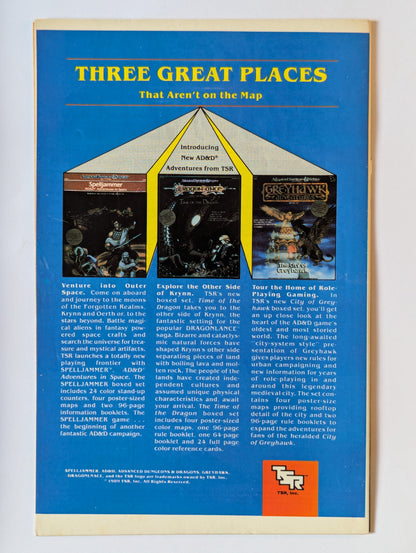 THREE GREAT PLACES
That Aren't on the Map
Introducing
New AD&D®
Adventures from TSR
Spelljammer
TIME OF THE DRAGON
GREYHAWK
ADVENTURES
Venture into Outer
Space. Come on aboard
and journey to the moons
of the Forgotten Realms,
Krynn and Oerth or, to the
stars beyond. Battle magi-
cal aliens in fantasy pow-
ered space crafts and
search the universe for trea-
sure and mystical artifacts.
TSR launches a totally new
playing frontier with
SPELLJAMMER™, AD&D®
Adventures in Space. The
SPELLJAMMER boxed set
includes 24 color stand-up
counters, four poster-sized
maps and two 96-page
information booklets. The
SPELLJAMMER game . . .
the beginning of another
fantastic AD&D campaign.
Explore the Other Side
of Krynn. TSR's new
boxed set, Time of the
Dragon takes you to the
other side of Krynn, the
fantastic setting for the
popular DRAGONLANCE®
saga. Bizarre and cataclys-
mic natural forces have
shaped Krynn's other side
separating pieces of land
with boiling lava and mol-
ten rock. The people of the
lands have created inde-
pendent cultures and
assumed unique physical
characteristics and await
your arrival. The Time of
the Dragon boxed set
includes four poster-sized
color maps, one 96-page
rule booklet, one 64-page
booklet and 24 full page
color reference cards.
Tour the Home of Role-
Playing Gaming. In
TSR's new City of Grey-
Hawk boxed set, you'll get
an up close look at the
heart of the AD&D game's
oldest and most storied
world. The long-awaited
"city-system style" pre-
sentation of Greyhawk
gives players new rules for
urban campaigning and
new information for years
of role-playing in and
around this legendary
medieval city. The set con-
tains four poster-size
maps providing rooftop
detail of the city and two
96-page rule booklets to
expand the adventures for
fans of the heralded City
of Greyhawk.
SPELLJAMMER, AD&D, ADVANCED DUNGEONS & DRAGONS, GREYHAWK,
DRAGONLANCE, and the TSR logo are trademarks owned by TSR, Inc.
©1989 TSR, Inc. All Rights Reserved.
TSR
TSR, Inc.